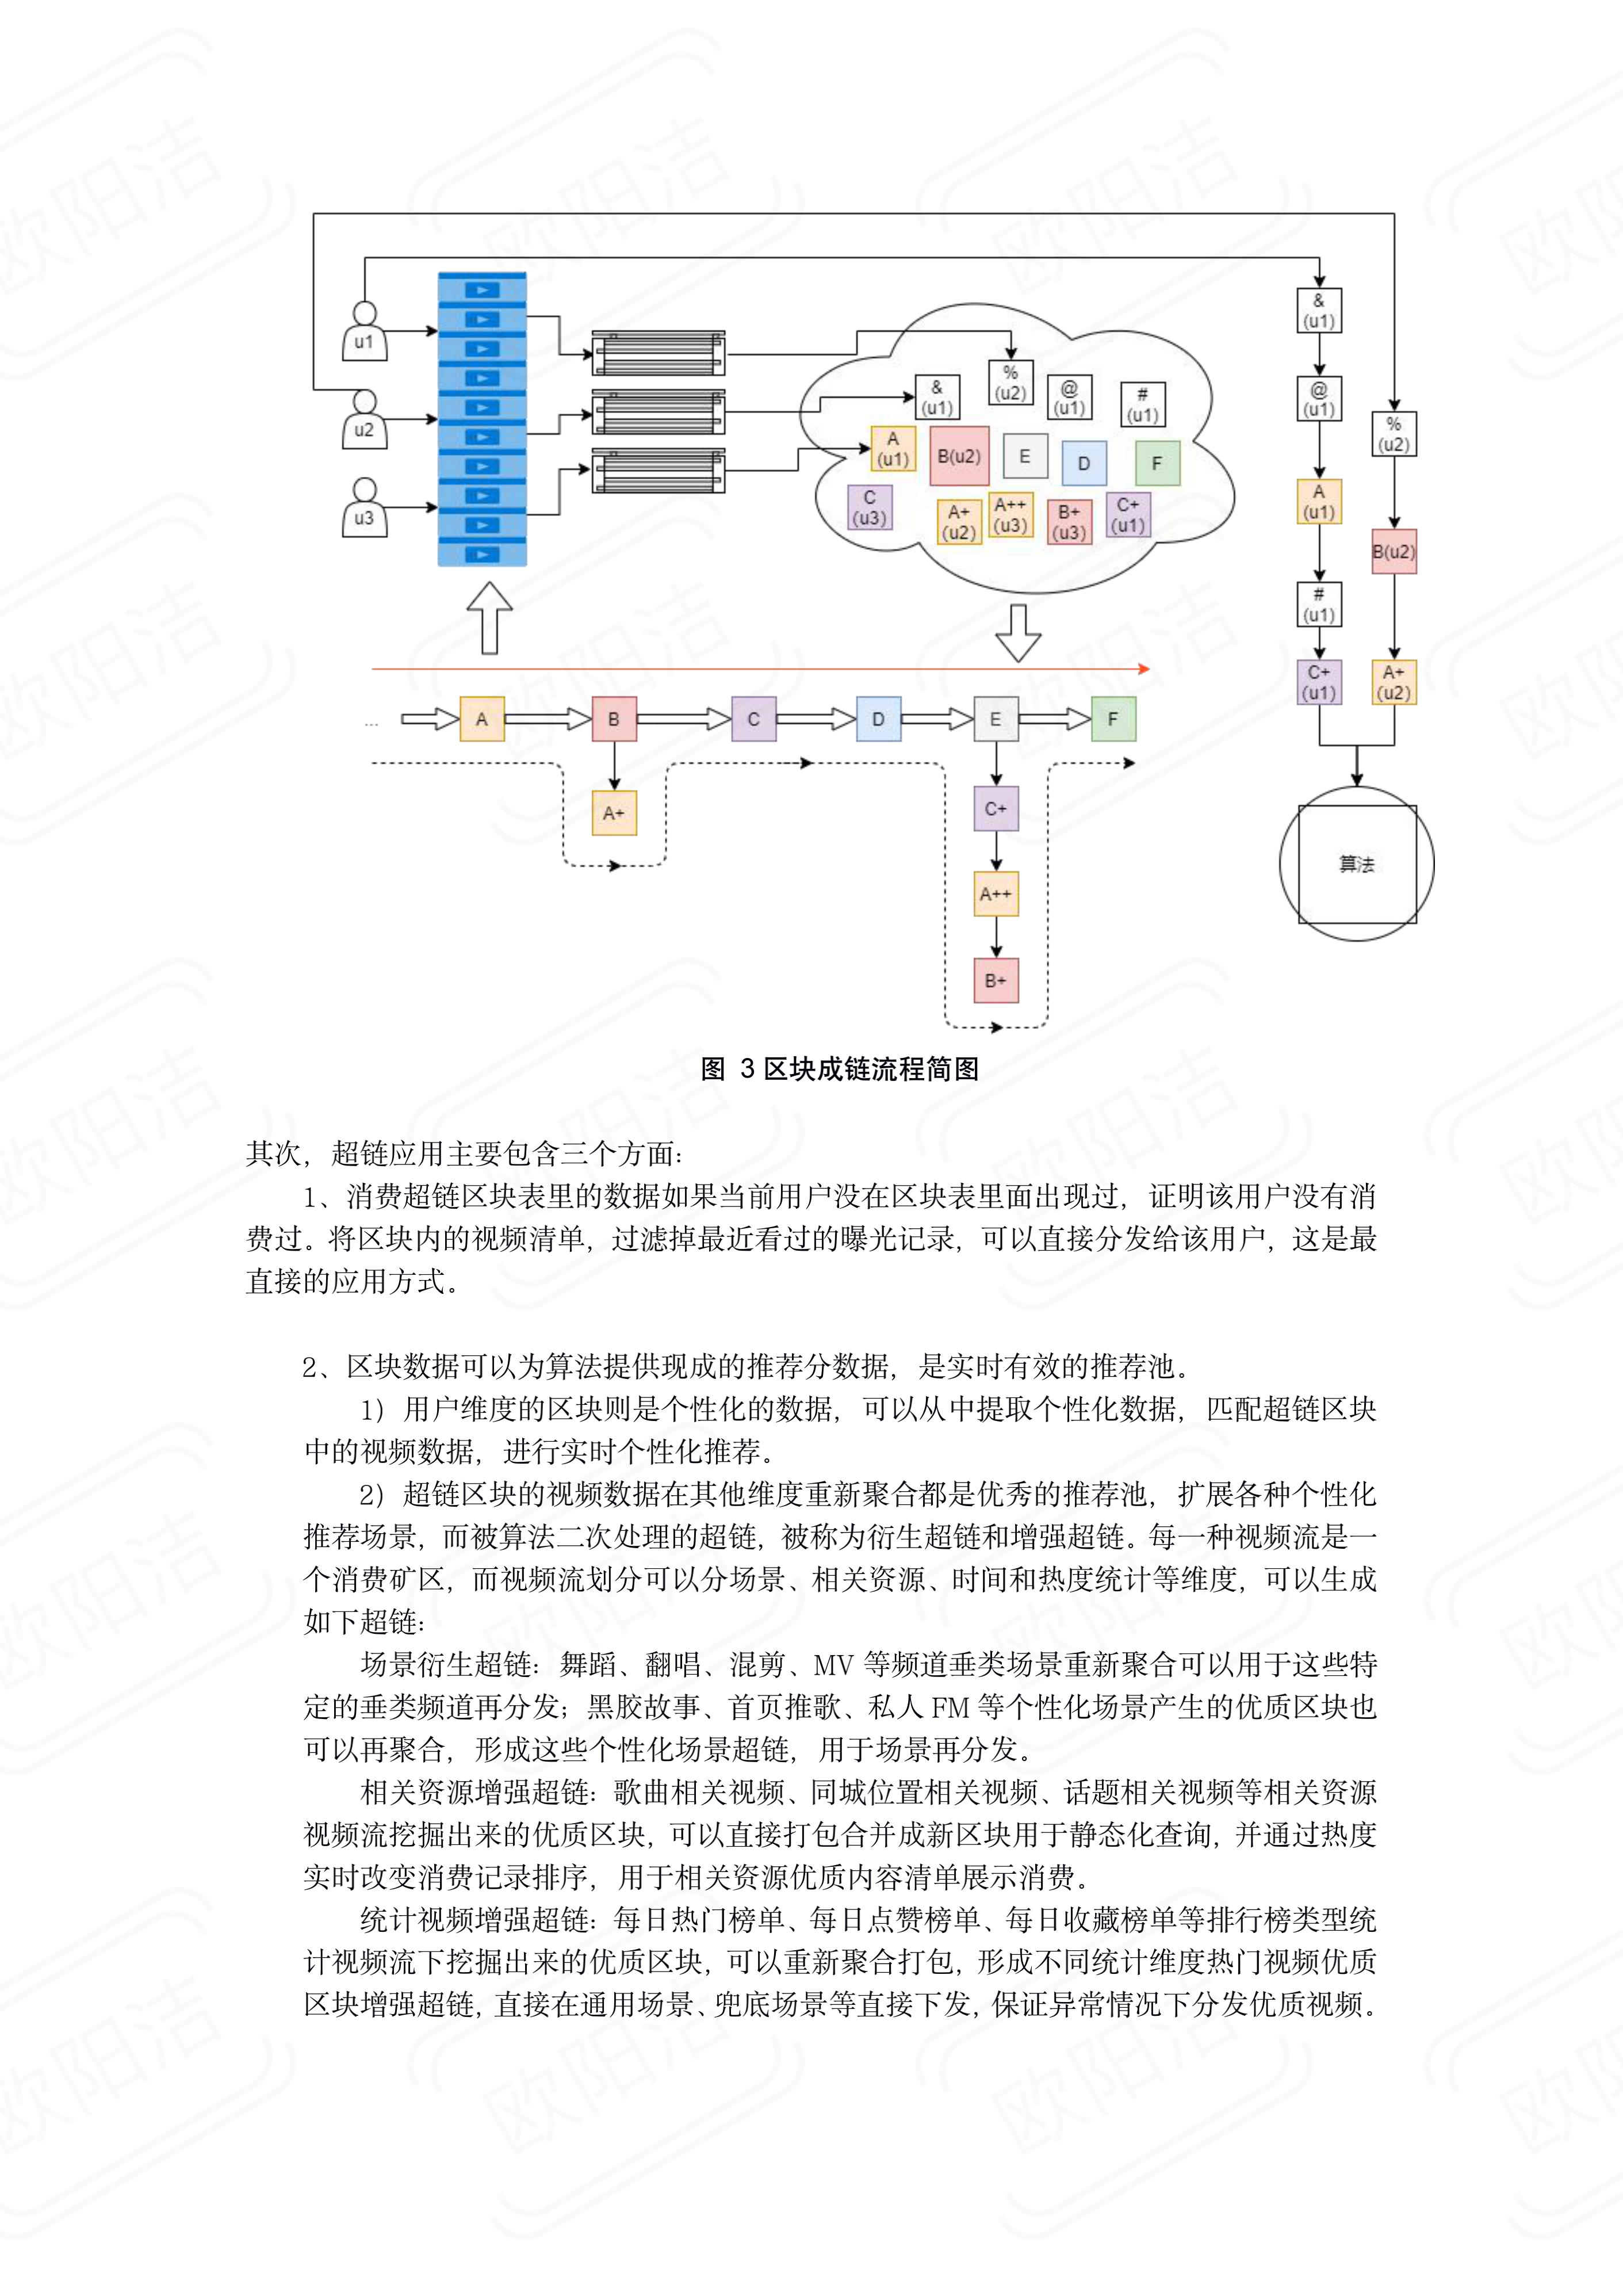 &
(u1)
u1
%
(u2)
&
(u1)
@
(u1)
#
(u1)
@
(u1)
%
(u2)
u2
A
(u1)
B(u2)
E
D
F
A
(u1)
C
(u3)
A+
(u2)
A++
(u3)
B+
(u3)
C+
(u1)
u3
B(u2)
#
(u1)
C+
(u1)
A+
(u2)
...
A
B
C
D
E
F
A+
C+
A++
B+
算法
图 3 区块成链流程简图
其次，超链应用主要包含三个方面：
1、消费超链区块表里的数据如果当前用户没在区块表里面出现过，证明该用户没有消
费过。将区块内的视频清单，过滤掉最近看过的曝光记录，可以直接分发给该用户，这是最
直接的应用方式。
2、区块数据可以为算法提供现成的推荐分数据，是实时有效的推荐池。
1）用户维度的区块则是个性化的数据，可以从中提取个性化数据，匹配超链区块
中的视频数据，进行实时个性化推荐。
2）超链区块的视频数据在其他维度重新聚合都是优秀的推荐池，扩展各种个性化
推荐场景，而被算法二次处理的超链，被称为衍生超链和增强超链。每一种视频流是一
个消费矿区，而视频流划分可以分场景、相关资源、时间和热度统计等维度，可以生成
如下超链：
场景衍生超链：舞蹈、翻唱、混剪、MV 等频道垂类场景重新聚合可以用于这些特
定的垂类频道再分发；黑胶故事、首页推歌、私人 FM 等个性化场景产生的优质区块也
可以再聚合，形成这些个性化场景超链，用于场景再分发。
相关资源增强超链：歌曲相关视频、同城位置相关视频、话题相关视频等相关资源
视频流挖掘出来的优质区块，可以直接打包合并成新区块用于静态化查询，并通过热度
实时改变消费记录排序，用于相关资源优质内容清单展示消费。
统计视频增强超链：每日热门榜单、每日点赞榜单、每日收藏榜单等排行榜类型统
计视频流下挖掘出来的优质区块，可以重新聚合打包，形成不同统计维度热门视频优质
区块增强超链，直接在通用场景、兜底场景等直接下发，保证异常情况下分发优质视频。
欧阳洁